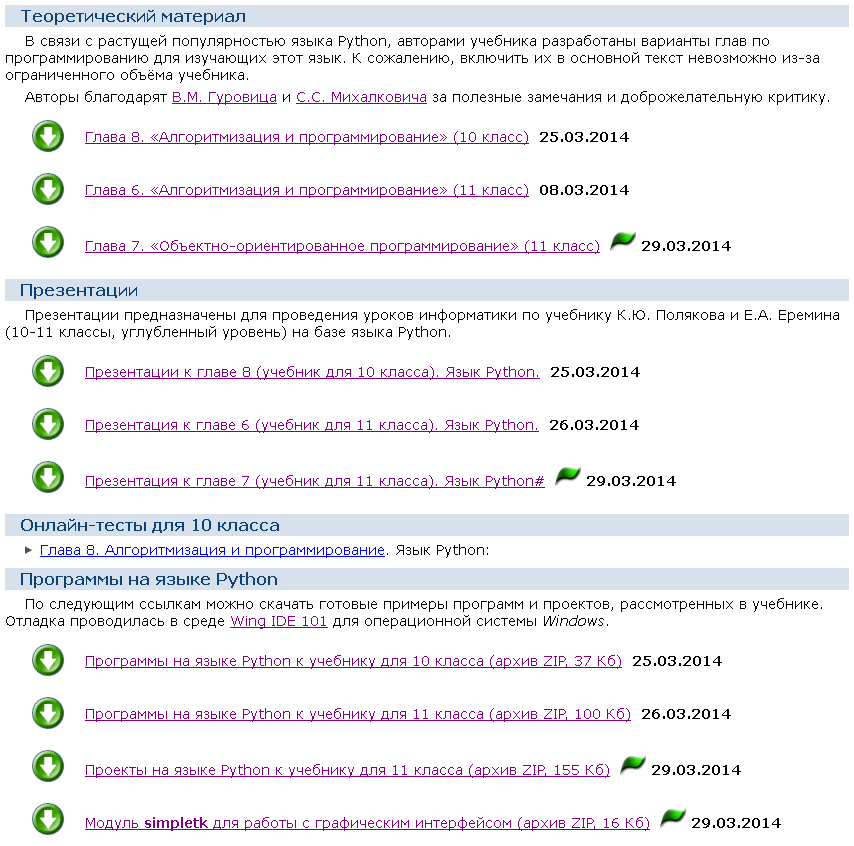 Теоретический материал
В связи с растущей популярностью языка Python, авторами учебника разработаны варианты глав по
программированию для изучающих этот язык. К сожалению, включить их в основной текст невозможно из-за
ограниченного объёма учебника.
Авторы благодарят В.М. Гуровица и С.С. Михалковича за полезные замечания и доброжелательную критику.
Глава 8. «Алгоритмизация и программирование» (10 класс) 25.03.2014
Глава 6. «Алгоритмизация и программирование» (11 класс) 08.03.2014
Глава 7. «Объектно-ориентированное программирование» (11 класс) 29.03.2014
Презентации
Презентации предназначены для проведения уроков информатики по учебнику К.Ю. Полякова и Е.А. Еремина
(10-11 классы, углубленный уровень) на базе языка Python.
Презентации к главе 8 (учебник для 10 класса). Язык Python. 25.03.2014
Презентация к главе 6 (учебник для 11 класса). Язык Python. 26.03.2014
Презентация к главе 7 (учебник для 11 класса). Язык Python# 29.03.2014
Онлайн-тесты для 10 класса
Глава 8. Алгоритмизация и программирование. Язык Python:
Программы на языке Python
По следующим ссылкам можно скачать готовые примеры программ и проектов, рассмотренных в учебнике.
Отладка проводилась в среде Wing IDE 101 для операционной системы Windows.
Программы на языке Python к учебнику для 10 класса (архив ZIP, 37 Кб) 25.03.2014
Программы на языке Python к учебнику для 11 класса (архив ZIP, 100 Кб) 26.03.2014
Проекты на языке Python к учебнику для 11 класса (архив ZIP, 155 Кб) 29.03.2014
Модуль simpletk для работы с графическим интерфейсом (архив ZIP, 16 Кб) 29.03.2014